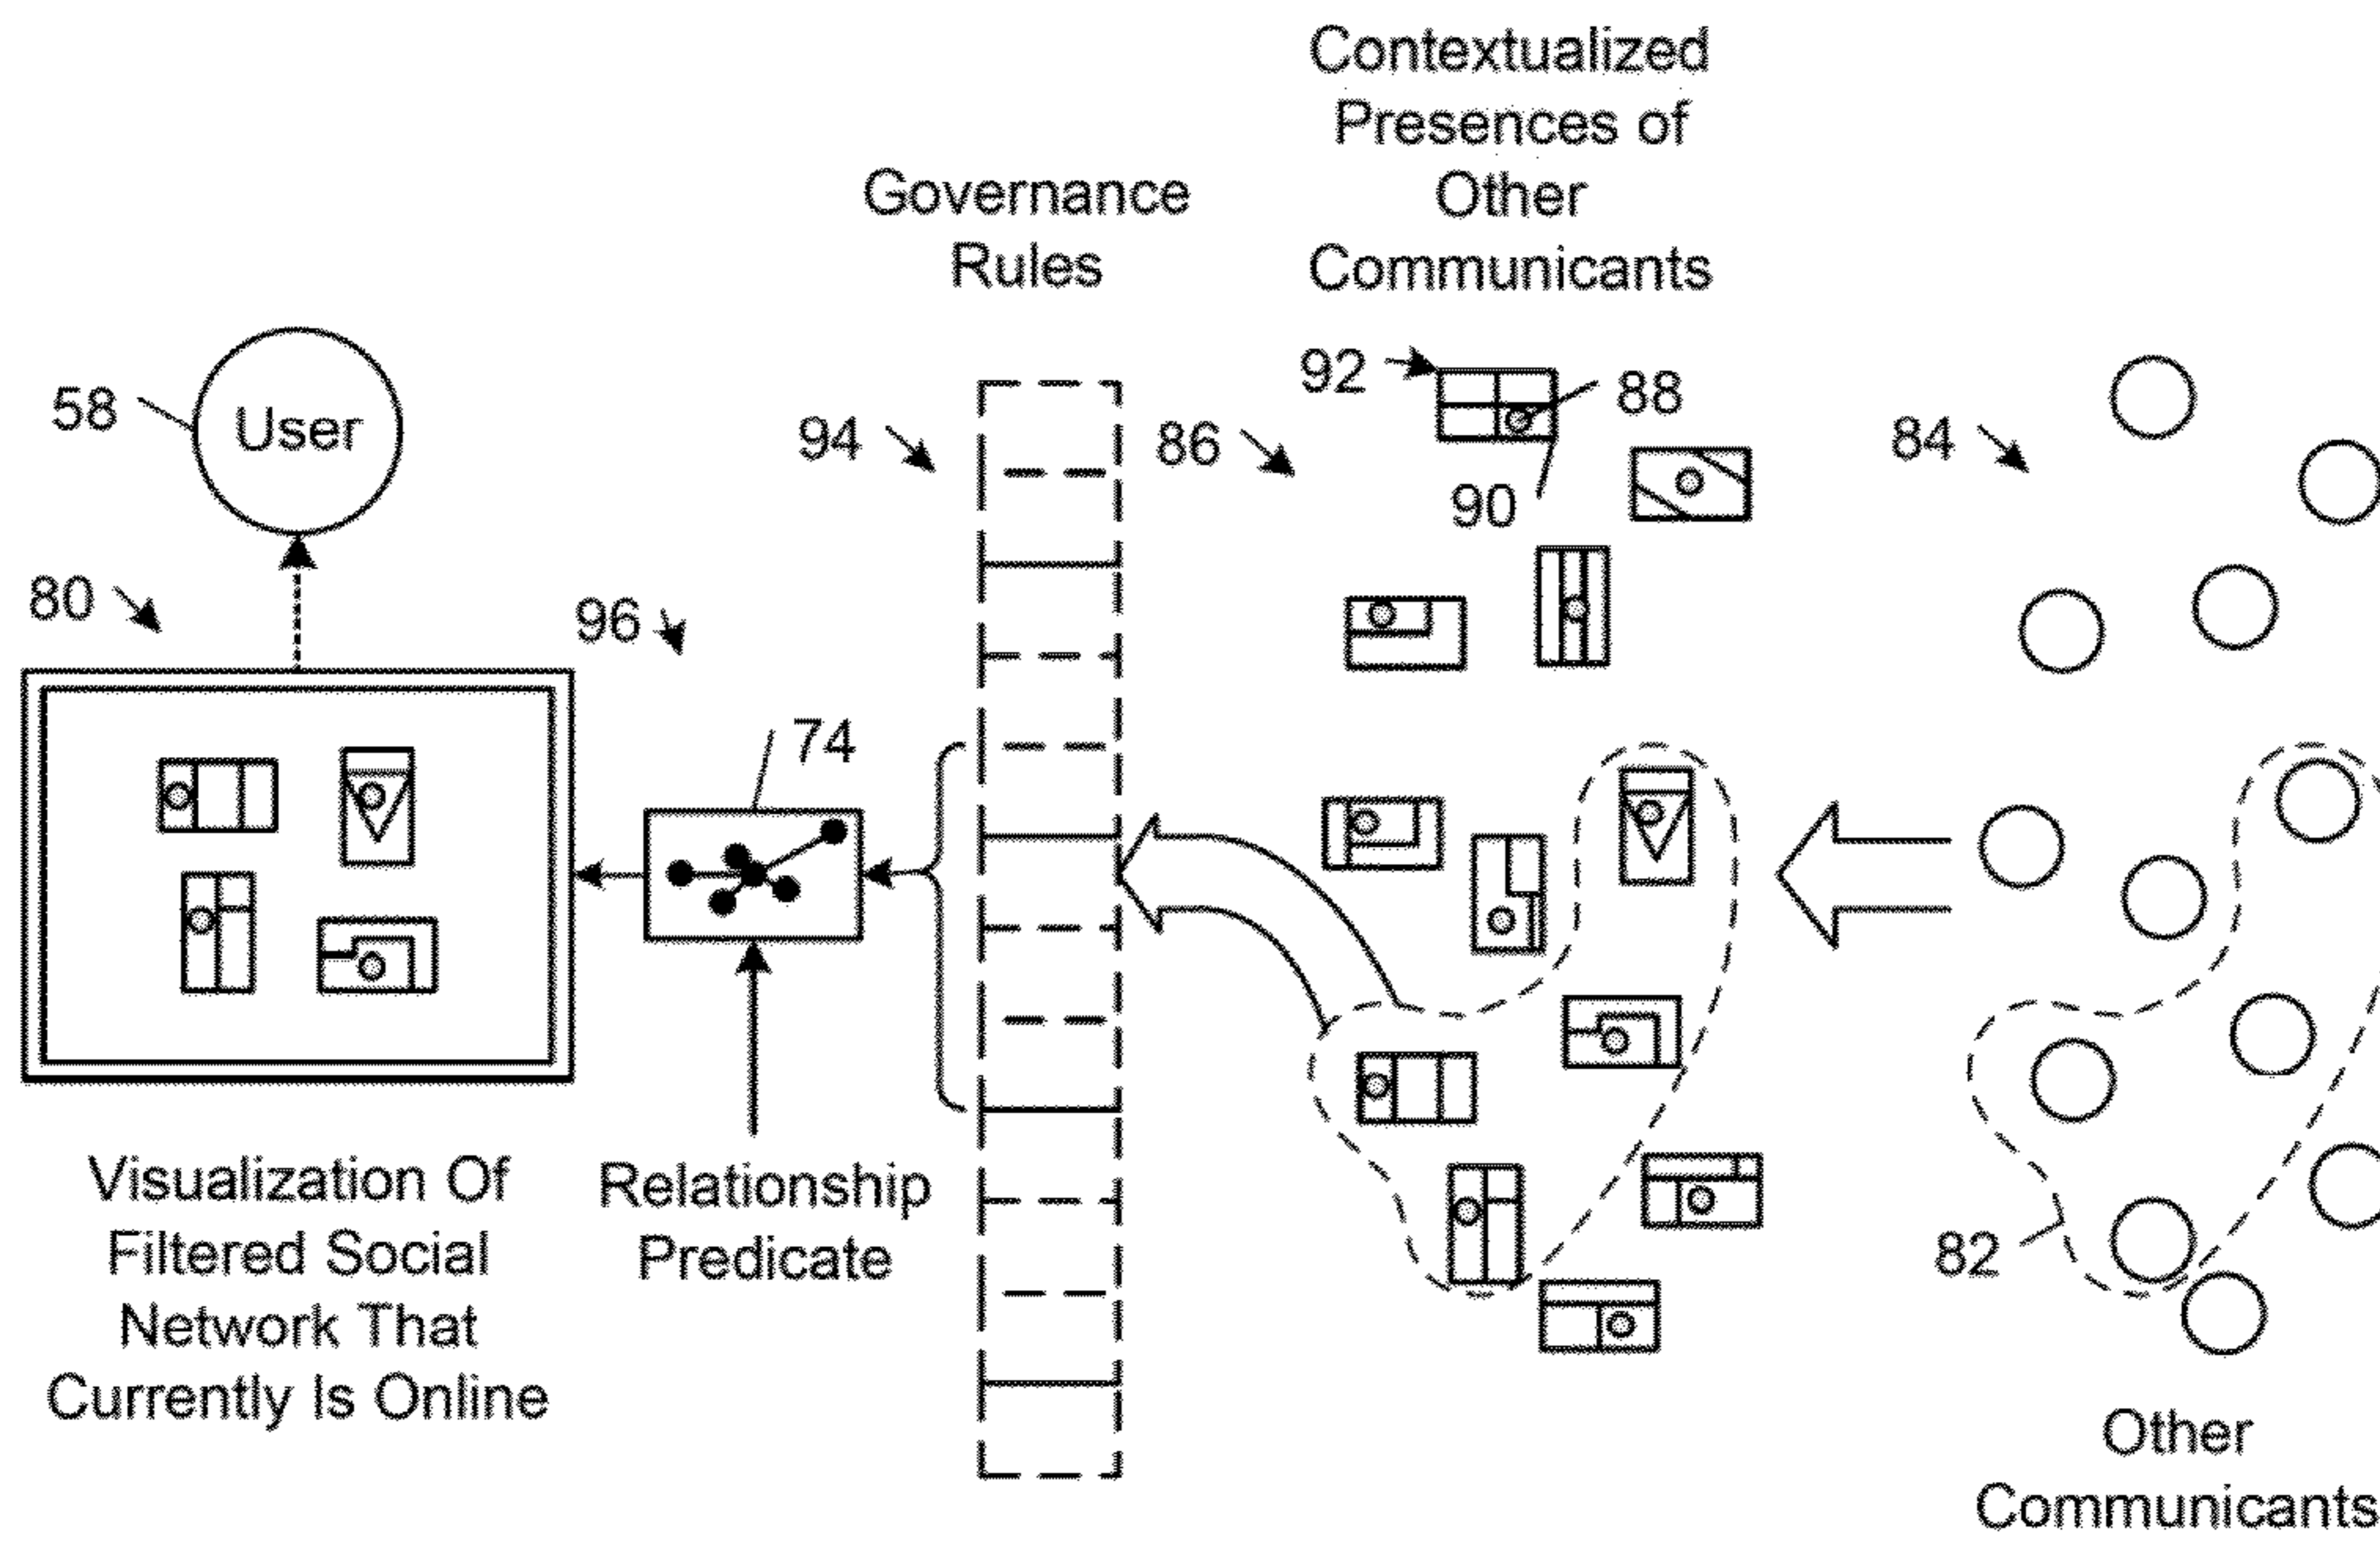 Contextualized
Presences of
Other
Communicants
Governance
Rules
58
User
80
96
94
86
92
88
90
84
74
82
Visualization Of
Filtered Social
Network That
Currently Is Online
Relationship
Predicate
Other
Communicants